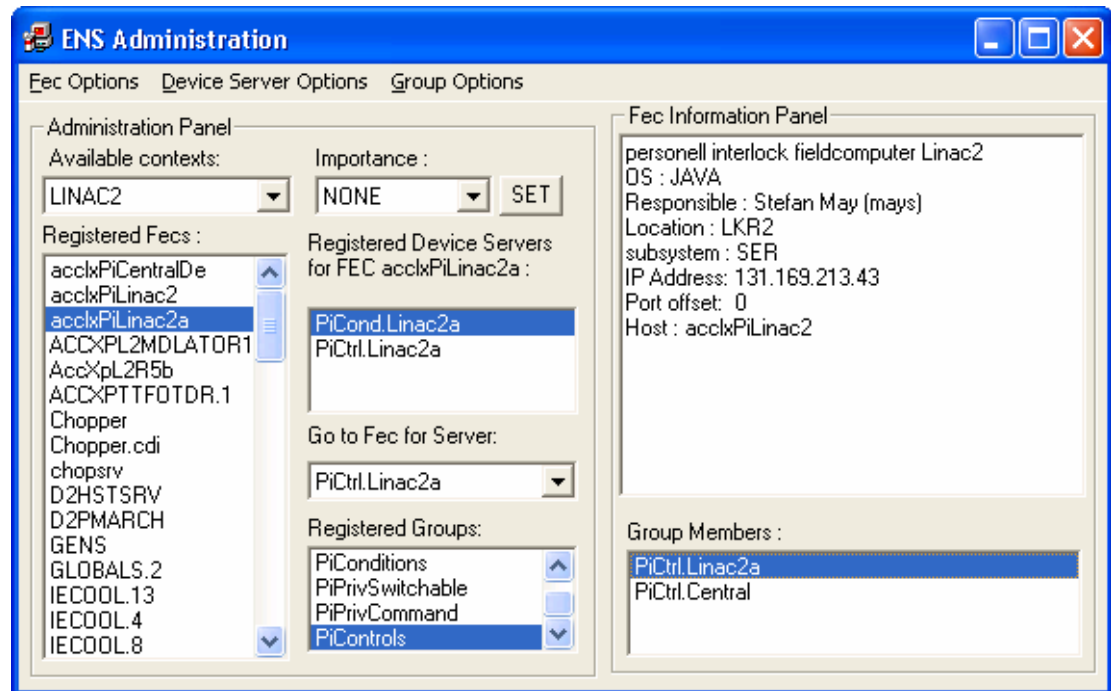 ENS Administration
Fec Options Device Server Options Group Options
Administration Panel
Available contexts:
LINAC2
Importance :
NONE
SET
Registered Fecs :
acclxPiCentralDe
acclxPiLinac2
acclxPiLinac2a
ACCXPL2MDLATOR1
AccXpL2R5b
ACCXPTTFOTDR.1
Chopper
Chopper.cdi
chopsrv
D2HSTSRV
D2PMARCH
GENS
GLOBALS.2
IECOOL.13
IECOOL.4
IECOOL.8
Registered Device Servers
for FEC acclxPiLinac2a :
PiCond.Linac2a
PiCtrl.Linac2a
Go to Fec for Server:
PiCtrl.Linac2a
Registered Groups:
PiConditions
PiPrivSwitchable
PiPrivCommand
PiControls
Fec Information Panel
personell interlock fieldcomputer Linac2
OS : JAVA
Responsible : Stefan May (mays)
Location : LKR2
subsystem : SER
IP Address: 131.169.213.43
Port offset: 0
Host : acclxPiLinac2
Group Members :
PiCtrl.Linac2a
PiCtrl.Central